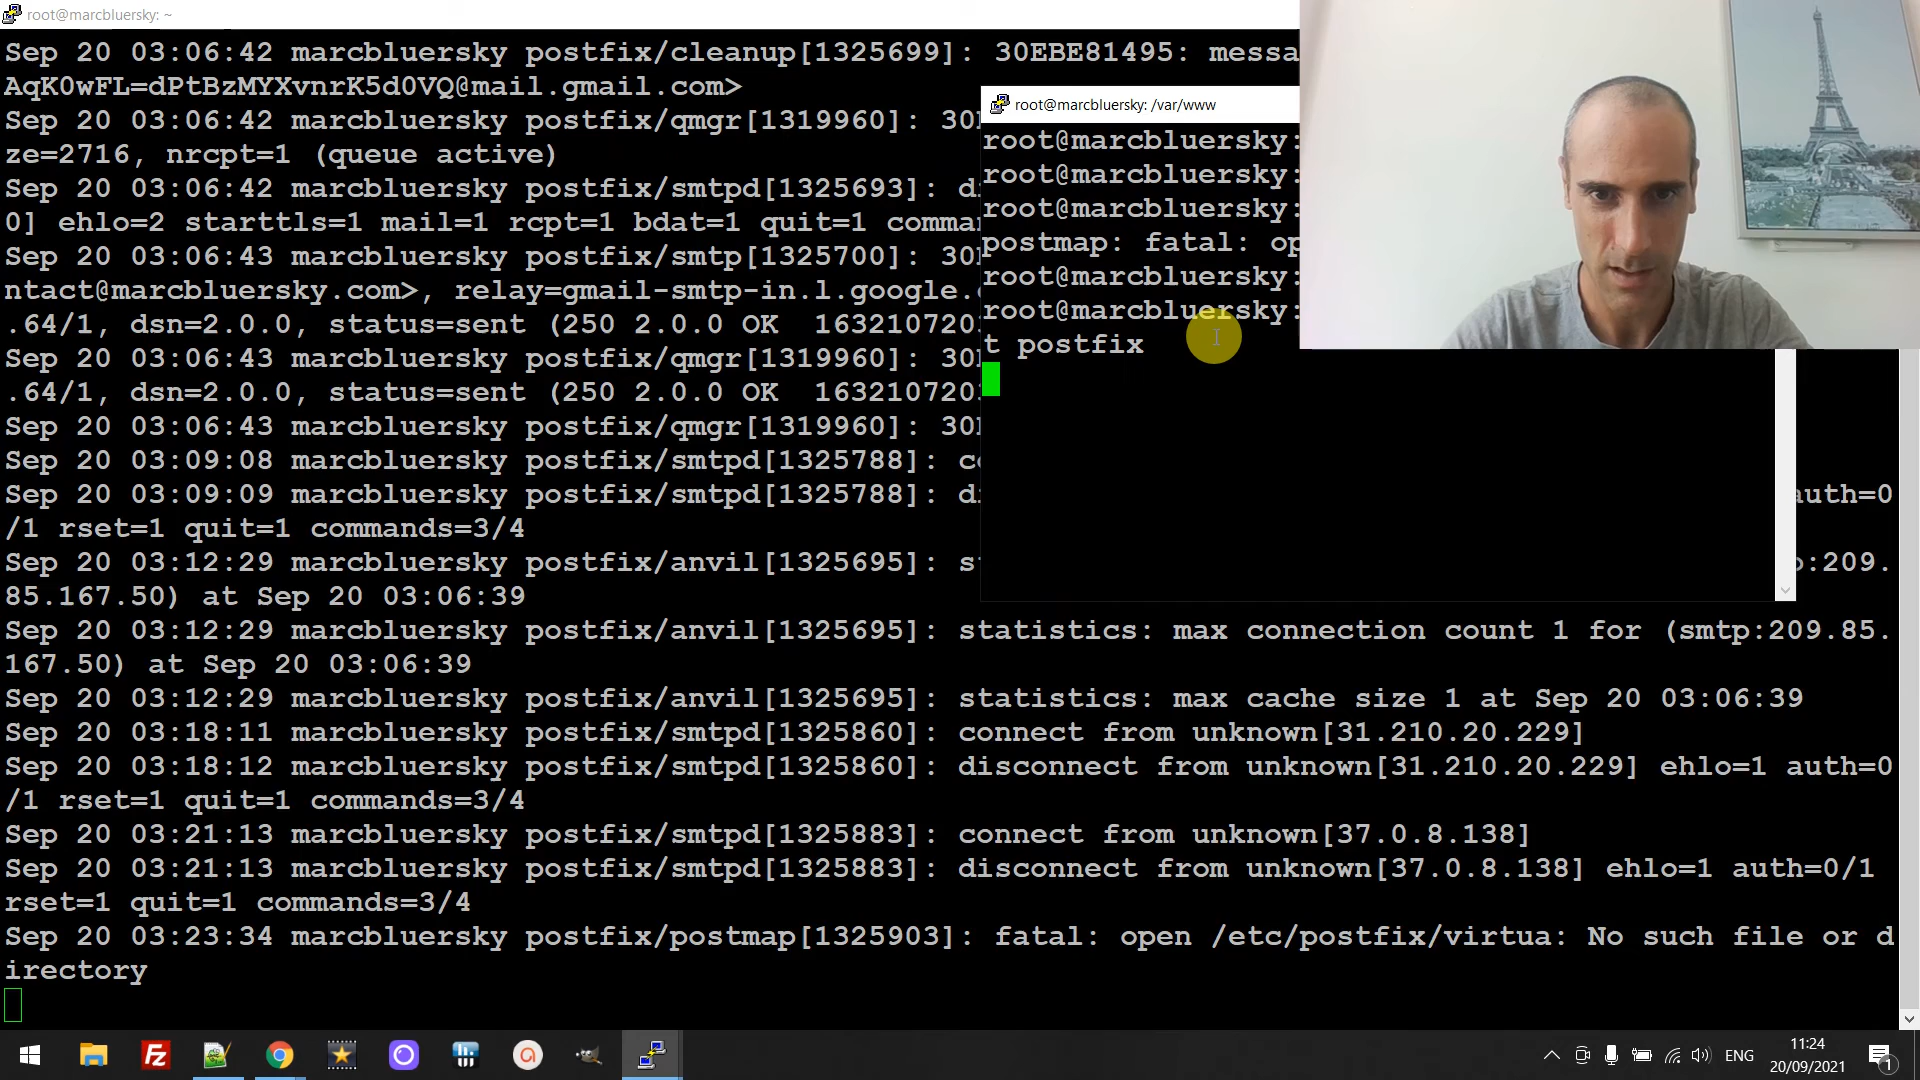 root@marcbluersky: ~
Sep 20 03:06:42 marcbluersky postfix/cleanup[1325699]: 30EBE81495: messa
AqK0wFL=dPtBzMYXvnrK5d0VQ@mail.gmail.com>
Sep 20 03:06:42 marcbluersky postfix/qmgr[1319960]: 30
ze=2716, nrcpt=1 (queue active)
Sep 20 03:06:42 marcbluersky postfix/smtpd[1325693]: d
0] ehlo=2 starttls=1 mail=1 rcpt=1 bdat=1 quit=1 comma
Sep 20 03:06:43 marcbluersky postfix/smtp[1325700]: 30
ntact@marcbluersky.com>, relay=gmail-smtp-in.l.google.
.64/1, dsn=2.0.0, status=sent (250 2.0.0 OK  163210720
Sep 20 03:06:43 marcbluersky postfix/qmgr[1319960]: 30
.64/1, dsn=2.0.0, status=sent (250 2.0.0 OK  163210720
Sep 20 03:06:43 marcbluersky postfix/qmgr[1319960]: 30
Sep 20 03:09:08 marcbluersky postfix/smtpd[1325788]: c
Sep 20 03:09:09 marcbluersky postfix/smtpd[1325788]: d auth=0
/1 rset=1 quit=1 commands=3/4
Sep 20 03:12:29 marcbluersky postfix/anvil[1325695]: s p:209.
85.167.50) at Sep 20 03:06:39
Sep 20 03:12:29 marcbluersky postfix/anvil[1325695]: statistics: max connection count 1 for (smtp:209.85.
167.50) at Sep 20 03:06:39
Sep 20 03:12:29 marcbluersky postfix/anvil[1325695]: statistics: max cache size 1 at Sep 20 03:06:39
Sep 20 03:18:11 marcbluersky postfix/smtpd[1325860]: connect from unknown[31.210.20.229]
Sep 20 03:18:12 marcbluersky postfix/smtpd[1325860]: disconnect from unknown[31.210.20.229] ehlo=1 auth=0
/1 rset=1 quit=1 commands=3/4
Sep 20 03:21:13 marcbluersky postfix/smtpd[1325883]: connect from unknown[37.0.8.138]
Sep 20 03:21:13 marcbluersky postfix/smtpd[1325883]: disconnect from unknown[37.0.8.138] ehlo=1 auth=0/1
rset=1 quit=1 commands=3/4
Sep 20 03:23:34 marcbluersky postfix/postmap[1325903]: fatal: open /etc/postfix/virtua: No such file or d
irectory
root@marcbluersky: /var/www
root@marcbluersky:
root@marcbluersky:
root@marcbluersky:
postmap: fatal: op
root@marcbluersky:
root@marcbluersky:
t postfix
ENG
11:24
20/09/2021
1